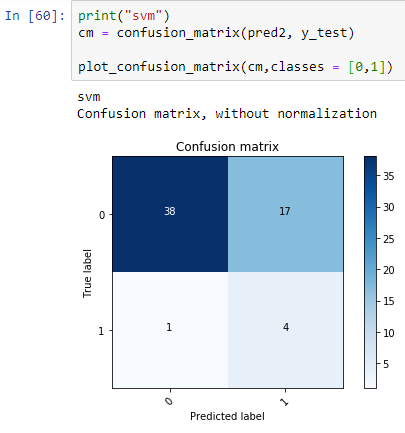 In [60]: print("svm")
cm = confusion_matrix(pred2, y_test)
plot_confusion_matrix(cm,classes = [0,1])
svm
Confusion matrix, without normalization
Confusion matrix
38 17
1 4
0
1
True label
0 1
Predicted label
35
30
25
20
15
10
5